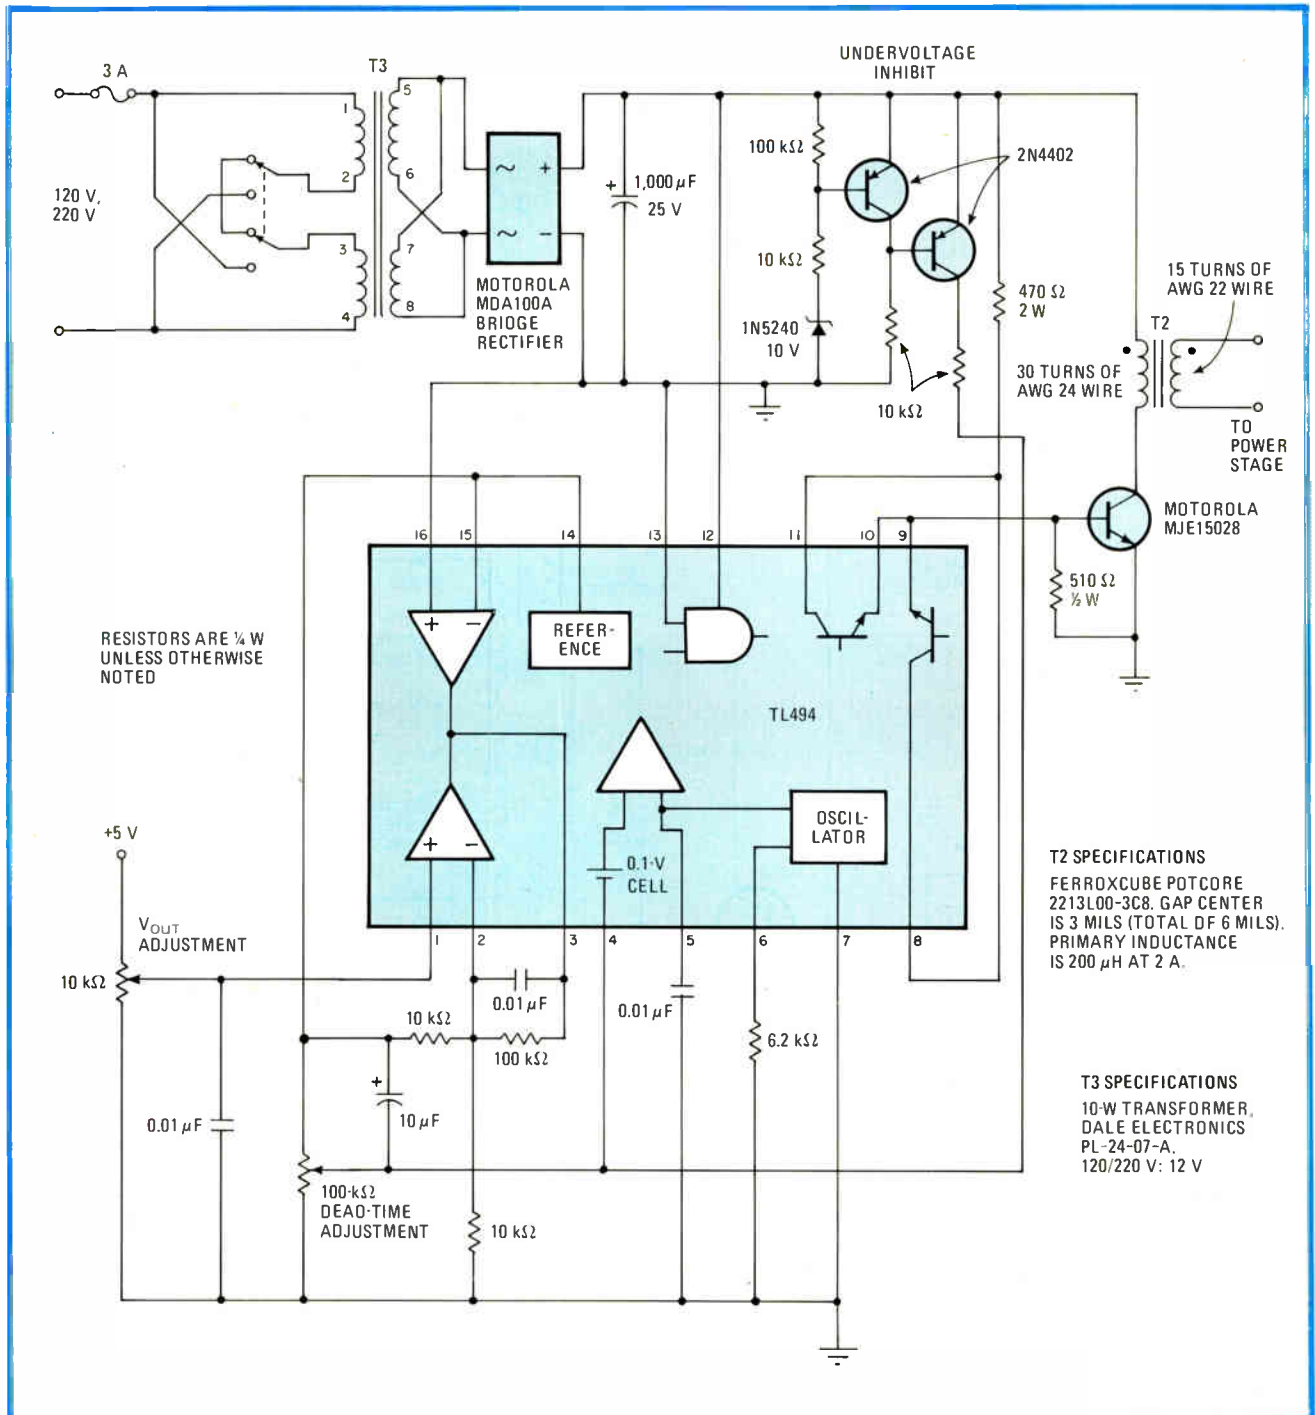 3 A
T3
UNDERVOLTAGE
INHIBIT
1
2
3
4
5
6
7
8
120 V,
220 V
~ +
~ −
MOTOROLA
MDA100A
BRIDGE
RECTIFIER
+
1,000 µF
25 V
100 kΩ
10 kΩ
1N5240
10 V
2N4402
10 kΩ
470 Ω
2 W
15 TURNS OF
AWG 22 WIRE
T2
30 TURNS OF
AWG 24 WIRE
TO
POWER
STAGE
MOTOROLA
MJE15028
510 Ω
½ W
16 15 14 13 12 11 10 9
+ −
REFER-
ENCE
RESISTORS ARE ¼ W
UNLESS OTHERWISE
NOTED
TL494
+ −
0.1-V
CELL
OSCIL-
LATOR
1 2 3 4 5 6 7 8
+5 V
VOUT
ADJUSTMENT
10 kΩ
0.01 µF
10 kΩ
100 kΩ
0.01 µF
6.2 kΩ
+
10 µF
0.01 µF
100-kΩ
DEAD-TIME
ADJUSTMENT
10 kΩ
T2 SPECIFICATIONS
FERROXCUBE POTCORE
2213L00-3C8. GAP CENTER
IS 3 MILS (TOTAL OF 6 MILS).
PRIMARY INDUCTANCE
IS 200 µH AT 2 A.
T3 SPECIFICATIONS
10-W TRANSFORMER,
DALE ELECTRONICS
PL-24-07-A,
120/220 V: 12 V